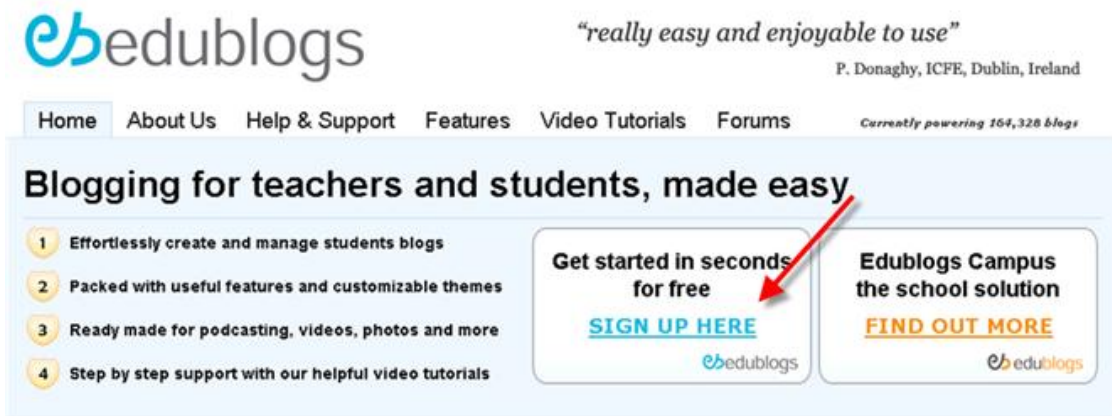 edublogs
“really easy and enjoyable to use”
P. Donaghy, ICFE, Dublin, Ireland
Home About Us Help & Support Features Video Tutorials Forums Currently powering 164,328 blogs
Blogging for teachers and students, made easy
1 Effortlessly create and manage students blogs
2 Packed with useful features and customizable themes
3 Ready made for podcasting, videos, photos and more
4 Step by step support with our helpful video tutorials
Get started in seconds
for free
SIGN UP HERE
edublogs
Edublogs Campus
the school solution
FIND OUT MORE
edublogs